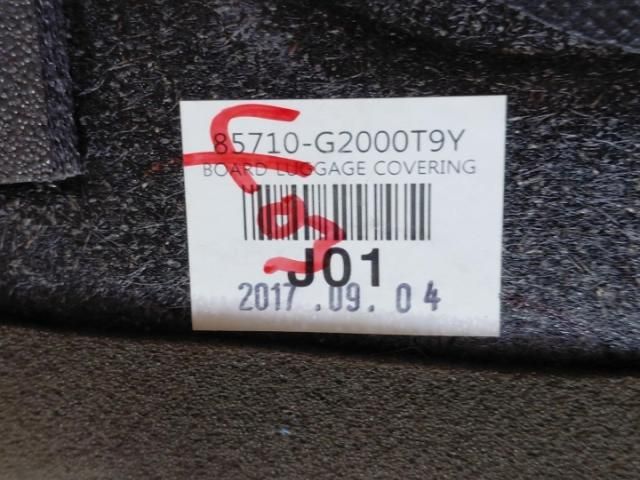 85710-G2000T9Y
BOARD LUGGAGE COVERING
J01
2017.09.04